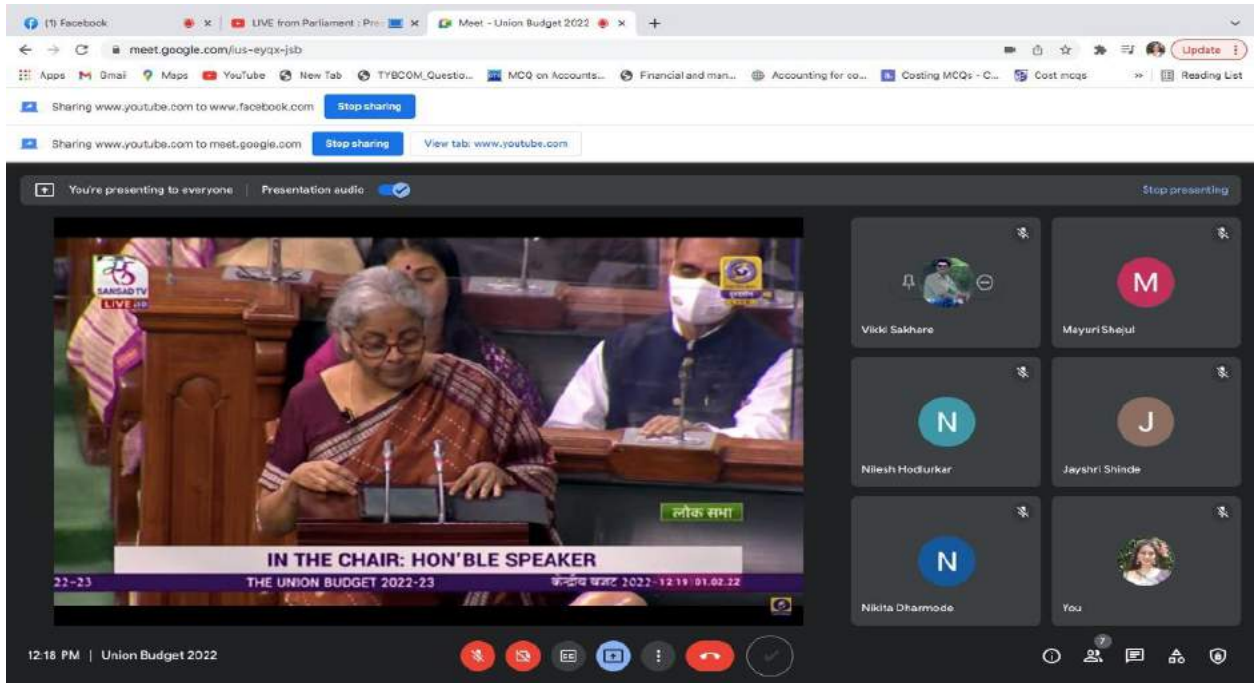 (1) Facebook
LIVE from Parliament : Pre
Meet - Union Budget 2022
meet.google.com/ius-eyqx-jsb
Update
Apps
Gmail
Maps
YouTube
New Tab
TYBCOM_Questio...
MCQ on Accounts...
Financial and man...
Accounting for co...
Costing MCQs - C...
Cost mcqs
Reading List
Sharing www.youtube.com to www.facebook.com
Stop sharing
Sharing www.youtube.com to meet.google.com
Stop sharing
View tab: www.youtube.com
You're presenting to everyone
Presentation audio
Stop presenting
SANSAD TV
LIVE HD
लोक सभा
IN THE CHAIR: HON'BLE SPEAKER
22-23
THE UNION BUDGET 2022-23
केन्द्रीय बजट 2022-
12 19 01.02.22
Vikki Sakhare
M
Mayuri Shejul
N
Nilesh Hodlurkar
J
Jayshri Shinde
N
Nikita Dharmode
You
12:18 PM | Union Budget 2022
CC
7